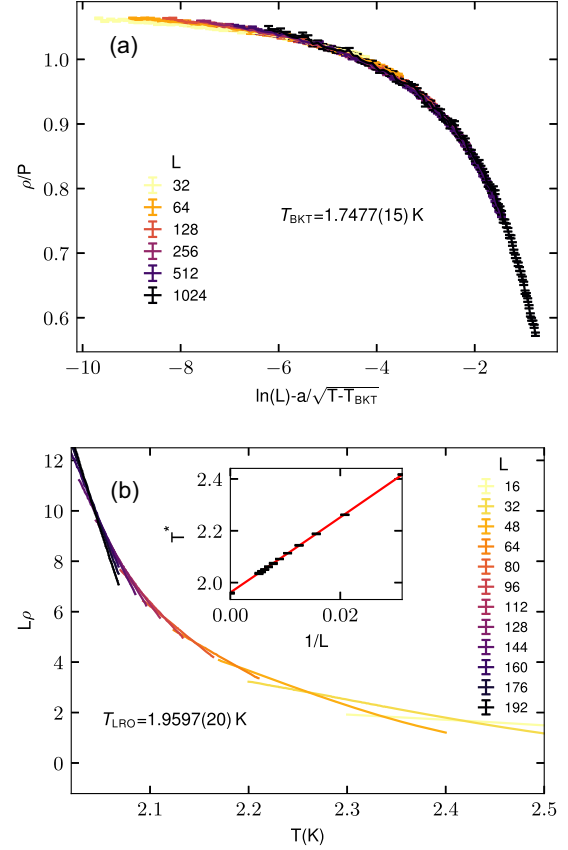 (a)
ρ/P
1.0
0.9
0.8
0.7
0.6
L
32
64
128
256
512
1024
T_BKT=1.7477(15) K
−10 −8 −6 −4 −2
ln(L)-a/√T-T_BKT
(b)
Lρ
12
10
8
6
4
2
0
T*
2.4
2.2
2.0
0.00 0.02
1/L
L
16
32
48
64
80
96
112
128
144
160
176
192
T_LRO=1.9597(20) K
2.1 2.2 2.3 2.4 2.5
T(K)